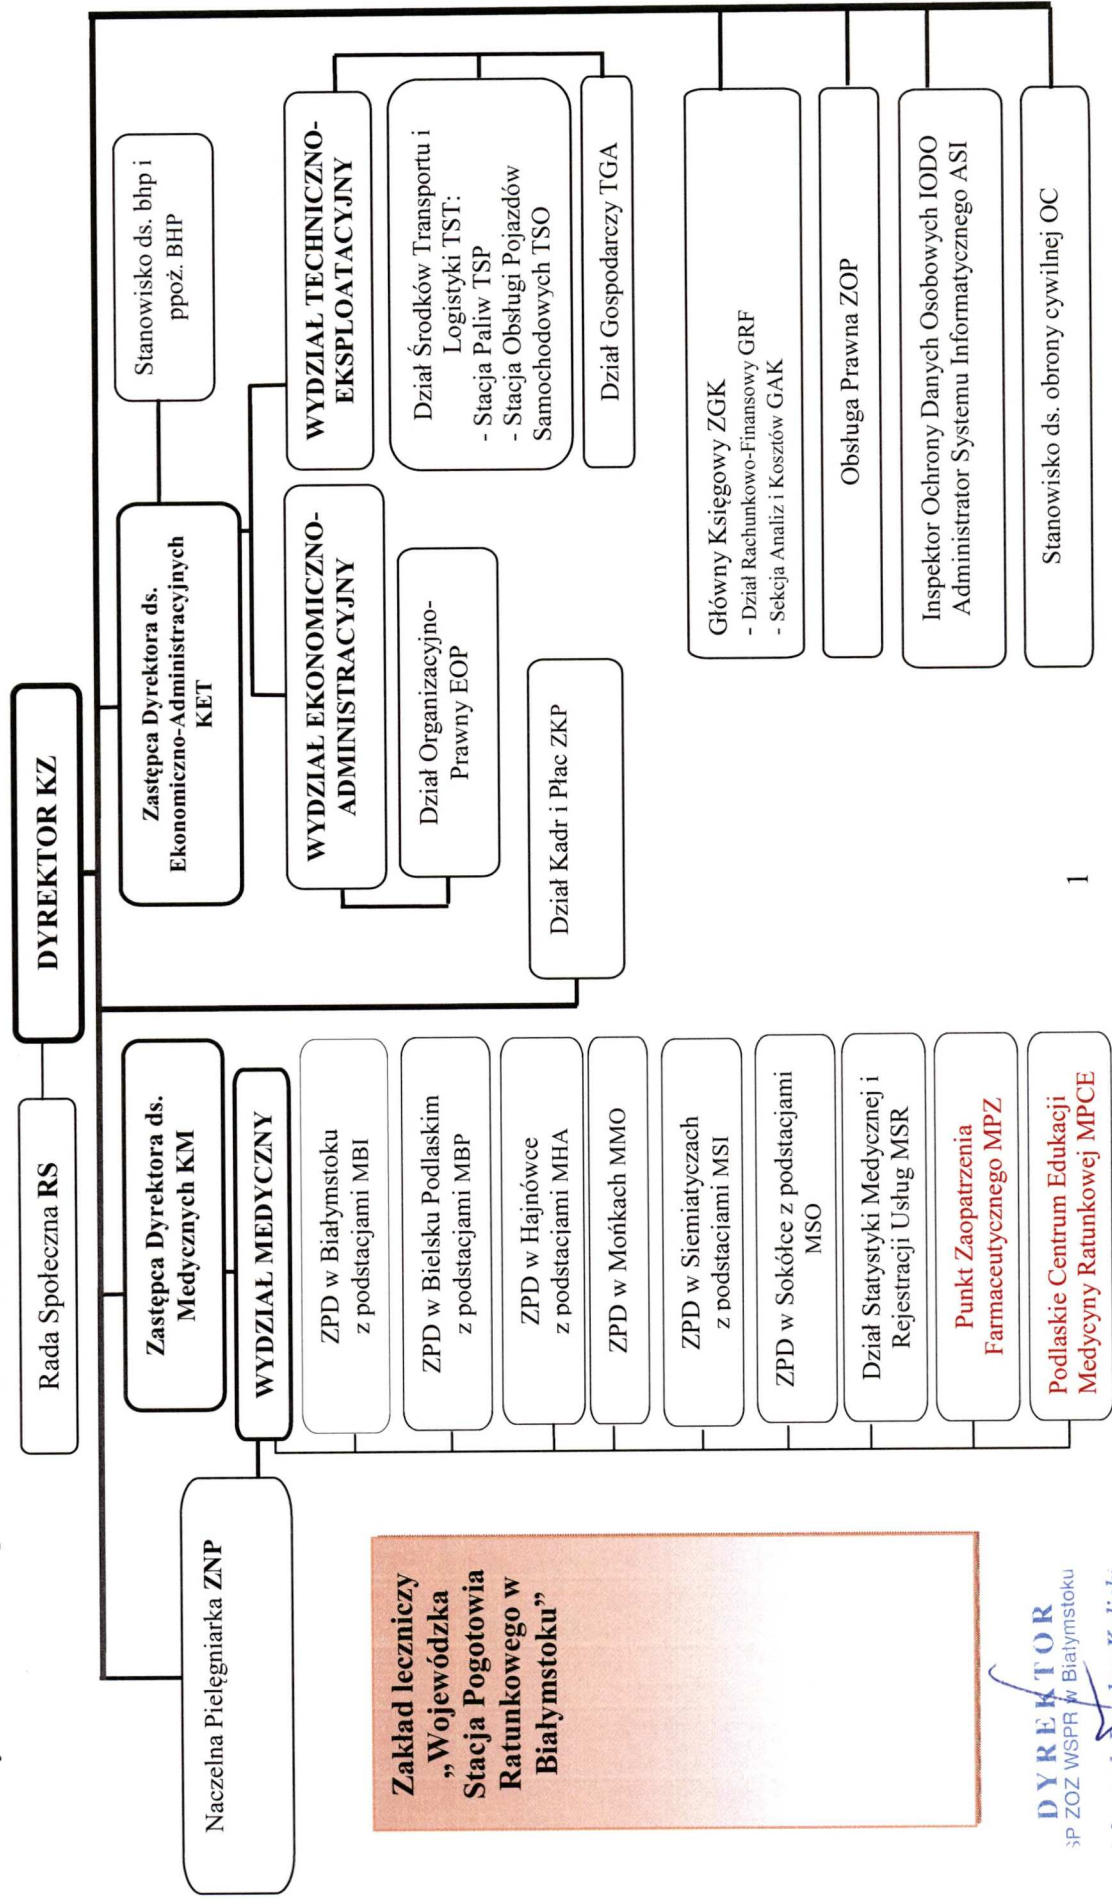 Rada Społeczna RS
DYREKTOR KZ
Naczelna Pielęgniarka ZNP
Zastępca Dyrektora ds.
Medycznych KM
WYDZIAŁ MEDYCZNY
ZPD w Białymstoku
z podstacjami MBI
ZPD w Bielsku Podlaskim
z podstacjami MBP
ZPD w Hajnówce
z podstacjami MHA
ZPD w Mońkach MMO
ZPD w Siemiatyczach
z podstacjami MSI
ZPD w Sokółce z podstacjami
MSO
Dział Statystyki Medycznej i
Rejestracji Usług MSR
Punkt Zaopatrzenia
Farmaceutycznego MPZ
Podlaskie Centrum Edukacji
Medycyny Ratunkowej MPCE
Zastępca Dyrektora ds.
Ekonomiczno-Administracyjnych
KET
Stanowisko ds. bhp i
ppoż. BHP
WYDZIAŁ EKONOMICZNO-
ADMINISTRACYJNY
Dział Organizacyjno-
Prawny EOP
WYDZIAŁ TECHNICZNO-
EKSPLOATACYJNY
Dział Środków Transportu i
Logistyki TST:
- Stacja Paliw TSP
- Stacja Obsługi Pojazdów
Samochodowych TSO
Dział Gospodarczy TGA
Dział Kadr i Płac ZKP
Główny Księgowy ZGK
- Dział Rachunkowo-Finansowy GRF
- Sekcja Analiz i Kosztów GAK
Obsługa Prawna ZOP
Inspektor Ochrony Danych Osobowych IODO
Administrator Systemu Informatycznego ASI
Stanowisko ds. obrony cywilnej OC
Zakład leczniczy
„ Wojewódzka
Stacja Pogotowia
Ratunkowego w
Białymstoku”
DYREKTOR
SP ZOZ WSPR w Białymstoku
1